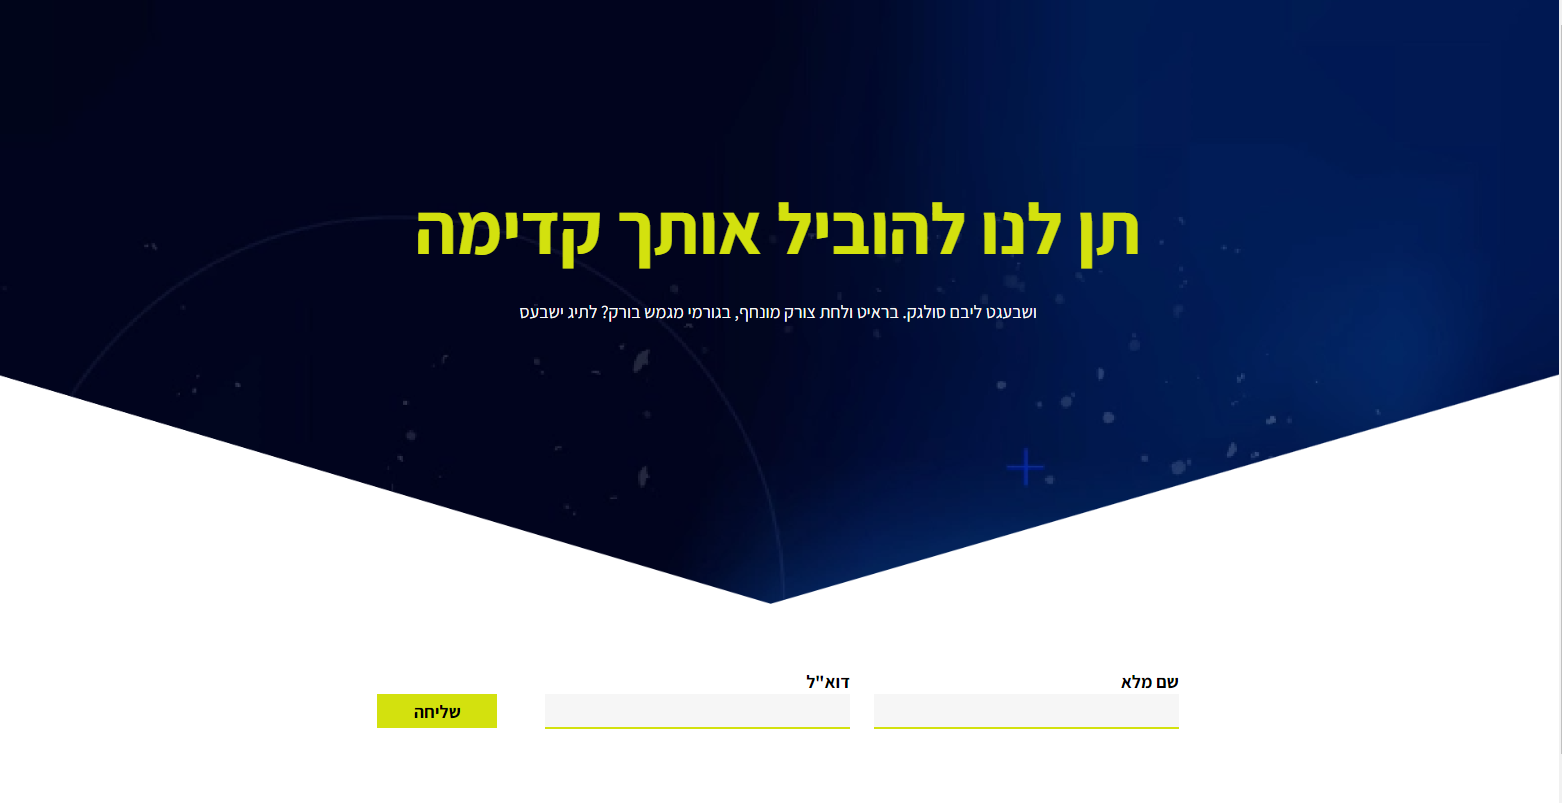 תן לנו להוביל אותך קדימה
ושבעגט ליבם סולגק. בראיט ולחת צורק מונחף, בגורמי מגמש בורק? לתיג ישבעס
שם מלא
דוא"ל
שליחה